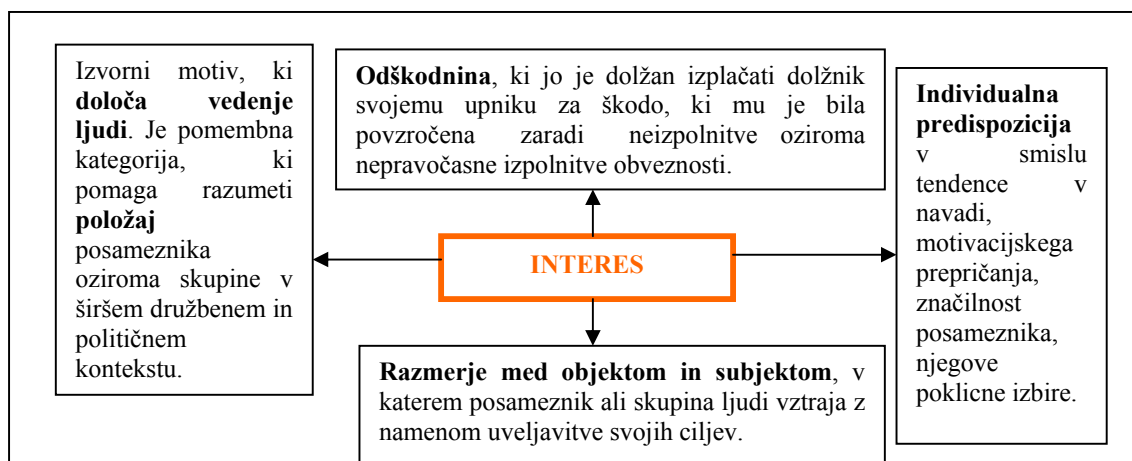 Izvorni motiv, ki
določa vedenje
ljudi. Je pomembna
kategorija, ki
pomaga razumeti
položaj
posameznika
oziroma skupine v
širšem družbenem in
političnem
kontekstu.
Odškodnina, ki jo je dolžan izplačati dolžnik
svojemu upniku za škodo, ki mu je bila
povzročena zaradi neizpolnitve oziroma
nepravočasne izpolnitve obveznosti.
Individualna
predispozicija
v smislu
tendence v
navadi,
motivacijskega
prepričanja,
značilnost
posameznika,
njegove
poklicne izbire.
INTERES
Razmerje med objektom in subjektom, v
katerem posameznik ali skupina ljudi vztraja z
namenom uveljavitve svojih ciljev.